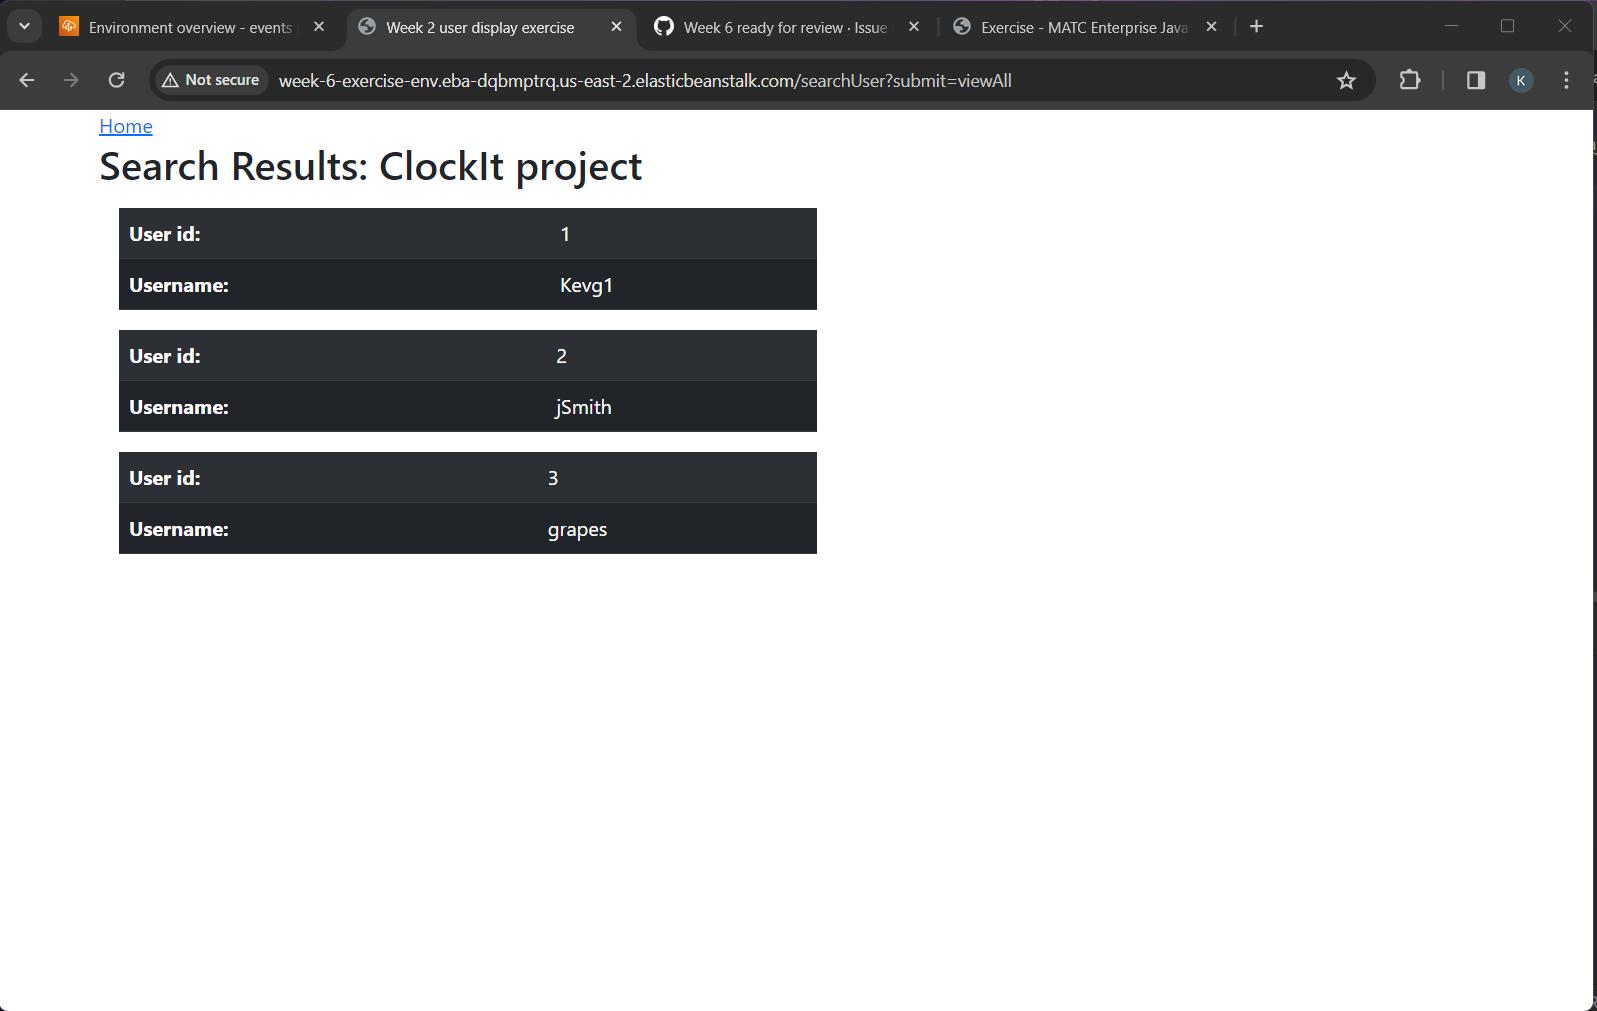 Environment overview - events
Week 2 user display exercise
Week 6 ready for review · Issue
Exercise - MATC Enterprise Java
Not secure
week-6-exercise-env.eba-dqbmptrq.us-east-2.elasticbeanstalk.com/searchUser?submit=viewAll
K
Home
Search Results: ClockIt project
User id: 1
Username: Kevg1
User id: 2
Username: jSmith
User id: 3
Username: grapes